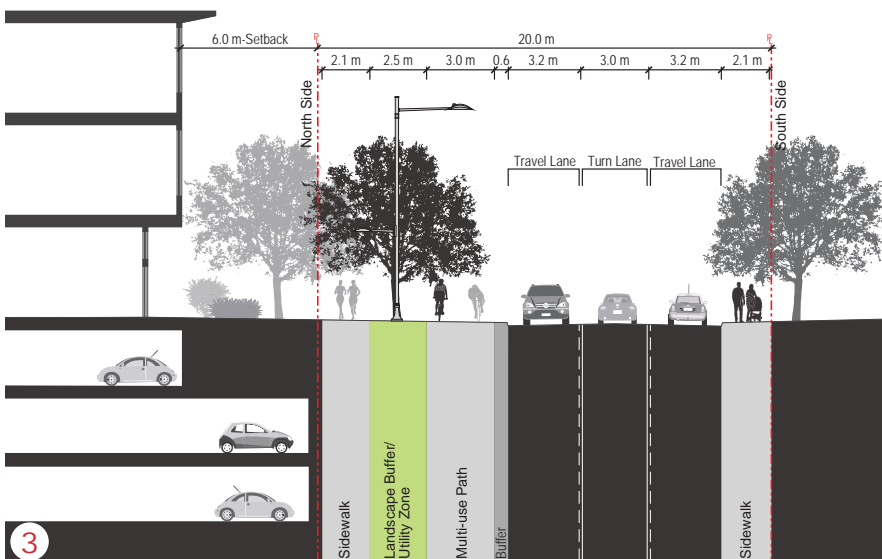 6.0 m-Setback
20.0 m
2.1 m
2.5 m
3.0 m
0.6
3.2 m
3.0 m
3.2 m
2.1 m
North Side
South Side
Travel Lane
Turn Lane
Travel Lane
Sidewalk
Landscape Buffer/
Utility Zone
Multi-use Path
Buffer
Sidewalk
3